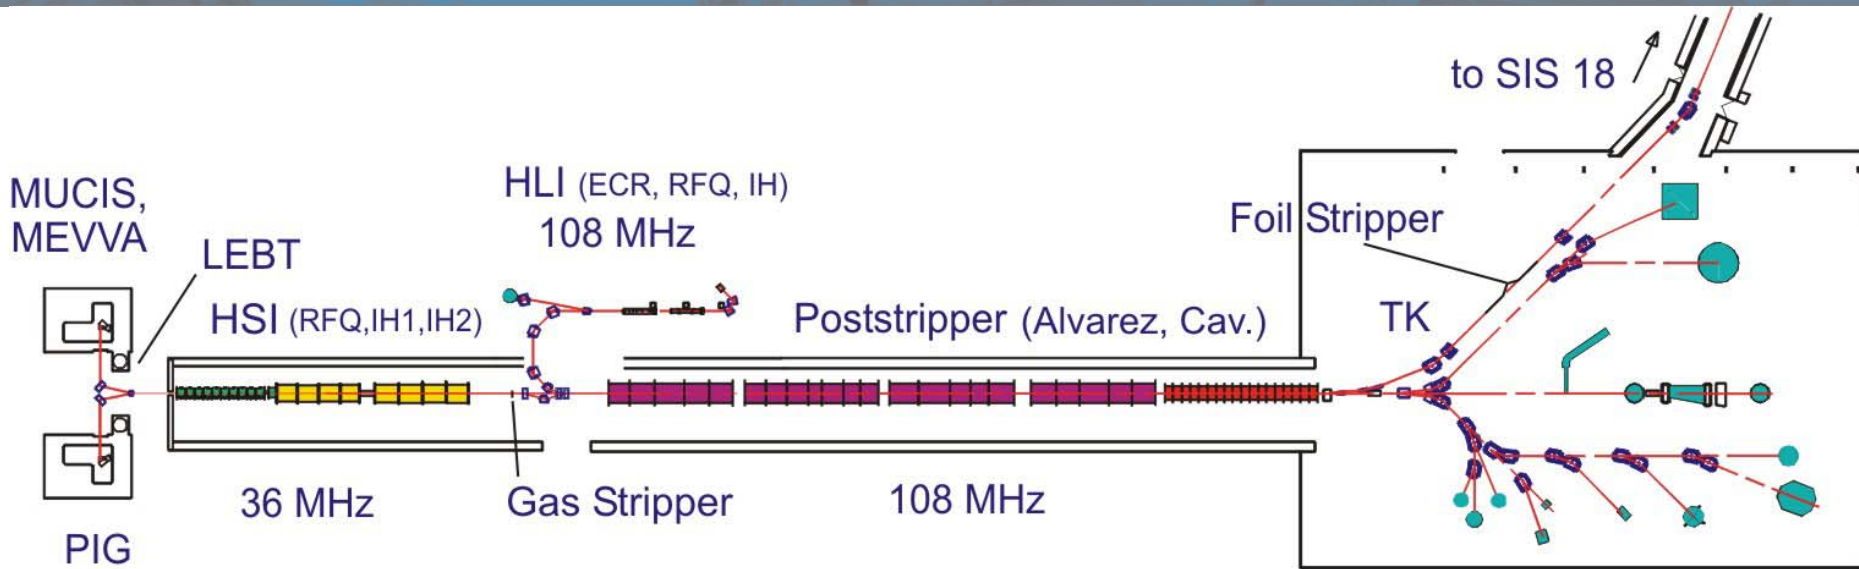 to SIS 18
MUCIS,
MEVVA
LEBT
HLI (ECR, RFQ, IH)
108 MHz
Foil Stripper
HSI (RFQ,IH1,IH2)
Poststripper (Alvarez, Cav.)
TK
36 MHz
Gas Stripper
108 MHz
PIG